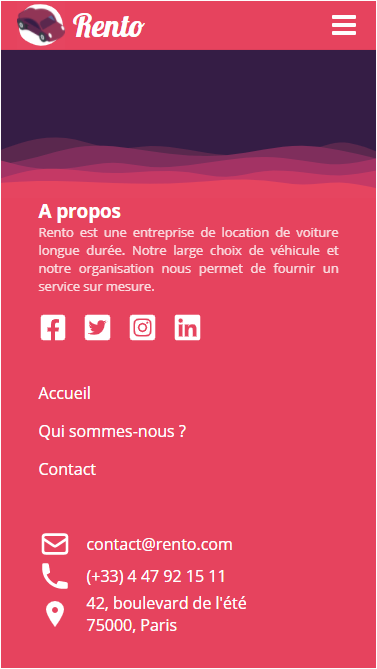 Rento
A propos
Rento est une entreprise de location de voiture
longue durée. Notre large choix de véhicule et
notre organisation nous permet de fournir un
service sur mesure.
Accueil
Qui sommes-nous ?
Contact
contact@rento.com
(+33) 4 47 92 15 11
42, boulevard de l'été
75000, Paris